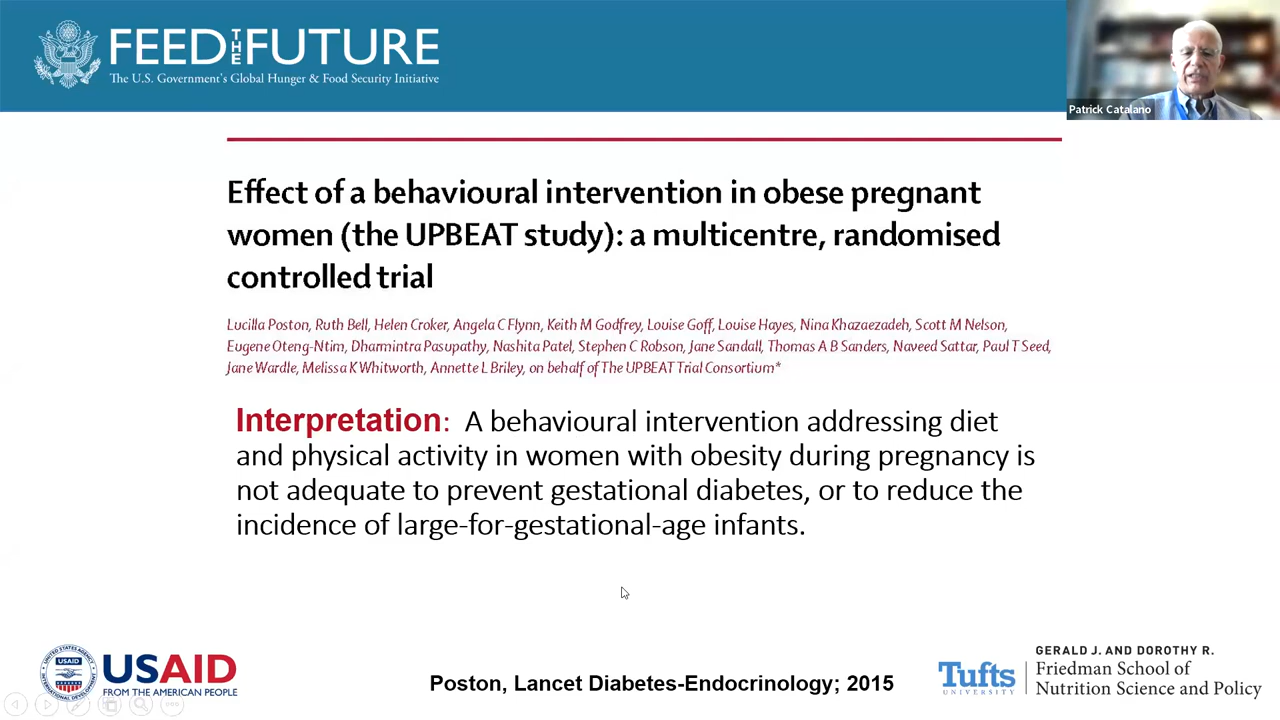 FEED THE FUTURE
The U.S. Government's Global Hunger & Food Security Initiative
Patrick Catalano
Effect of a behavioural intervention in obese pregnant
women (the UPBEAT study): a multicentre, randomised
controlled trial
Lucilla Poston, Ruth Bell, Helen Croker, Angela C Flynn, Keith M Godfrey, Louise Goff, Louise Hayes, Nina Khazaezadeh, Scott M Nelson,
Eugene Oteng-Ntim, Dharmintra Pasupathy, Nashita Patel, Stephen C Robson, Jane Sandall, Thomas A B Sanders, Naveed Sattar, Paul T Seed,
Jane Wardle, Melissa K Whitworth, Annette L Briley, on behalf of The UPBEAT Trial Consortium*
Interpretation: A behavioural intervention addressing diet
and physical activity in women with obesity during pregnancy is
not adequate to prevent gestational diabetes, or to reduce the
incidence of large-for-gestational-age infants.
USAID
USAID
FROM THE AMERICAN PEOPLE
Poston, Lancet Diabetes-Endocrinology; 2015
Tufts
UNIVERSITY
GERALD J. AND DOROTHY R.
Friedman School of
Nutrition Science and Policy